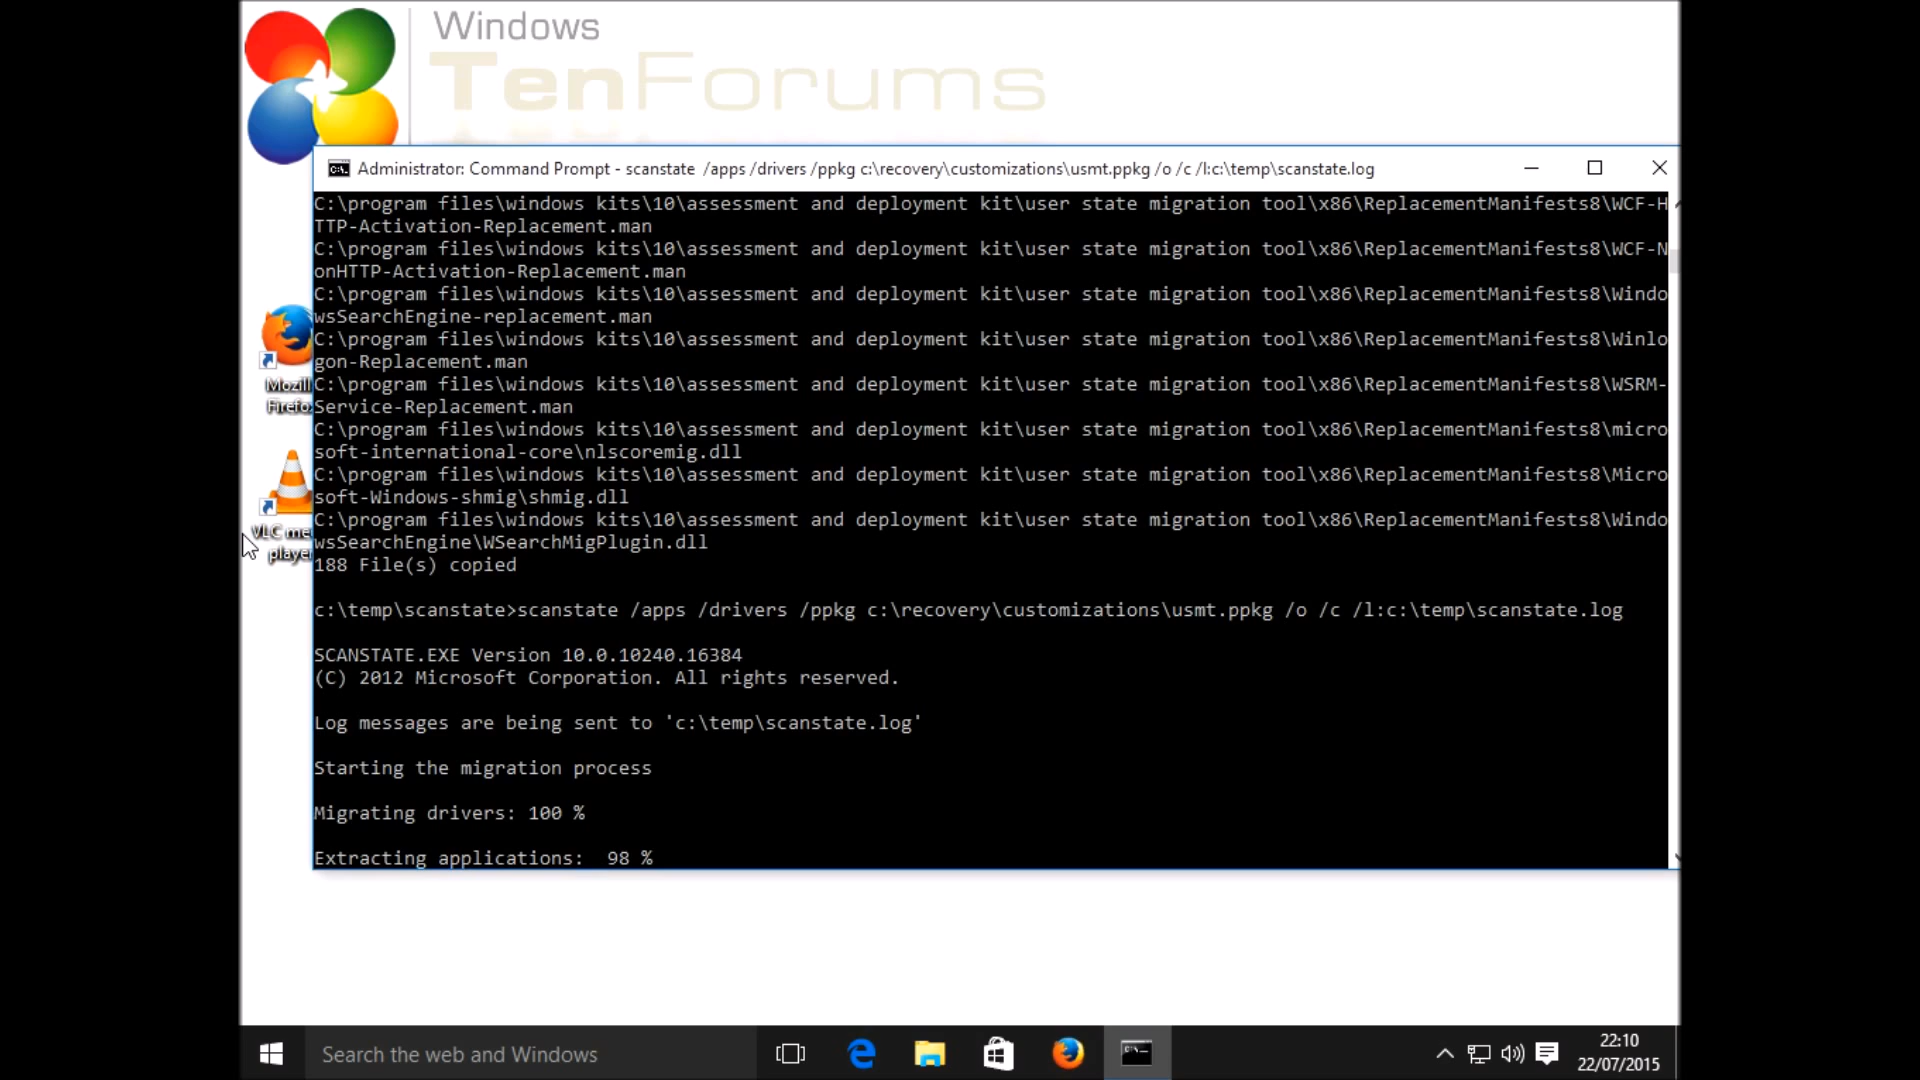 Windows
TenForums
Administrator: Command Prompt - scanstate  /apps /drivers /ppkg c:\recovery\customizations\usmt.ppkg /o /c /l:c:\temp\scanstate.log
C:\program files\windows kits\10\assessment and deployment kit\user state migration tool\x86\ReplacementManifests8\WCF-H
TTP-Activation-Replacement.man
C:\program files\windows kits\10\assessment and deployment kit\user state migration tool\x86\ReplacementManifests8\WCF-N
onHTTP-Activation-Replacement.man
C:\program files\windows kits\10\assessment and deployment kit\user state migration tool\x86\ReplacementManifests8\Windo
wsSearchEngine-replacement.man
C:\program files\windows kits\10\assessment and deployment kit\user state migration tool\x86\ReplacementManifests8\Winlo
gon-Replacement.man
C:\program files\windows kits\10\assessment and deployment kit\user state migration tool\x86\ReplacementManifests8\WSRM-
Service-Replacement.man
C:\program files\windows kits\10\assessment and deployment kit\user state migration tool\x86\ReplacementManifests8\micro
soft-international-core\nlscoremig.dll
C:\program files\windows kits\10\assessment and deployment kit\user state migration tool\x86\ReplacementManifests8\Micro
soft-Windows-shmig\shmig.dll
C:\program files\windows kits\10\assessment and deployment kit\user state migration tool\x86\ReplacementManifests8\Windo
wsSearchEngine\WSearchMigPlugin.dll
188 File(s) copied
c:\temp\scanstate>scanstate /apps /drivers /ppkg c:\recovery\customizations\usmt.ppkg /o /c /l:c:\temp\scanstate.log
SCANSTATE.EXE Version 10.0.10240.16384
(C) 2012 Microsoft Corporation. All rights reserved.
Log messages are being sent to 'c:\temp\scanstate.log'
Starting the migration process
Migrating drivers: 100 %
Extracting applications:  98 %
Mozill
Firefo
VLC me
player
Search the web and Windows
22:10
22/07/2015